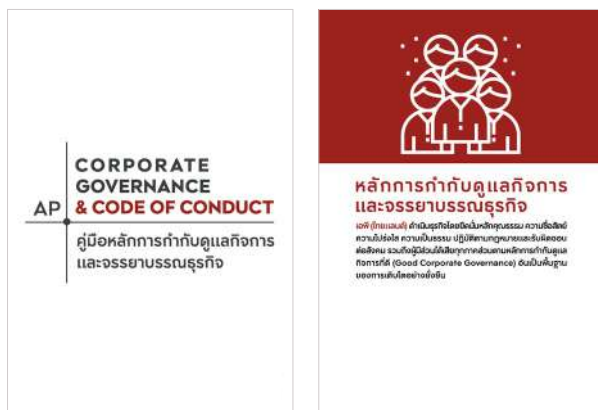 CORPORATE
GOVERNANCE
AP & CODE OF CONDUCT
คู่มือหลักการกำกับดูแลกิจการ
และจรรยาบรรณธุรกิจ
หลักการกำกับดูแลกิจการ
และจรรยาบรรณธุรกิจ
เอพี (ไทยแลนด์) ดำเนินธุรกิจโดยยึดมั่นหลักคุณธรรม ความซื่อสัตย์
ความโปร่งใส ความเป็นธรรม ปฏิบัติตามกฎหมายและรับผิดชอบ
ต่อสังคม รวมถึงผู้มีส่วนได้เสียทุกภาคส่วนตามหลักการกำกับดูแล
กิจการที่ดี (Good Corporate Governance) อันเป็นพื้นฐาน
ของการเติบโตอย่างยั่งยืน